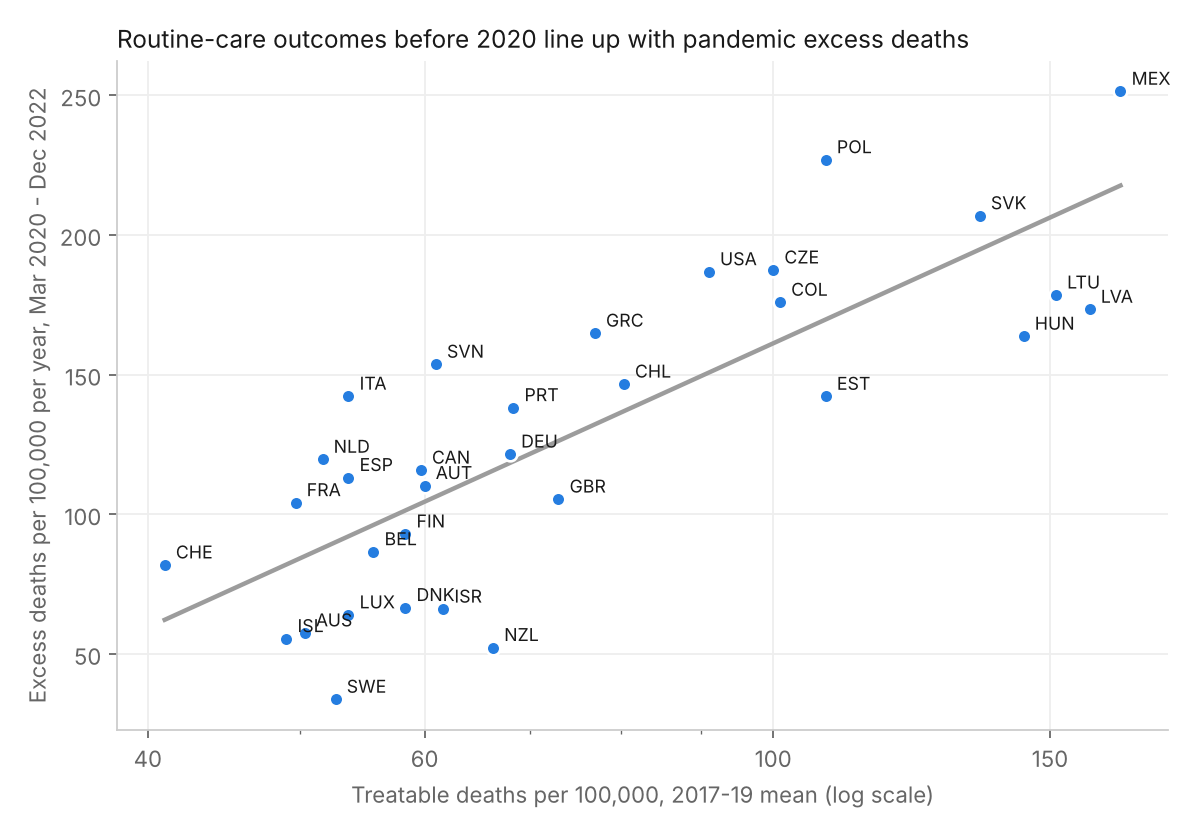 Routine-care outcomes before 2020 line up with pandemic excess deaths
Excess deaths per 100,000 per year, Mar 2020 - Dec 2022
250
200
150
100
50
MEX
POL
SVK
USA
CZE
COL
LTU
LVA
HUN
GRC
SVN
CHL
ITA
EST
PRT
DEU
NLD
CAN
ESP
AUT
GBR
FRA
FIN
BEL
CHE
LUX
DNK
ISR
AUS
ISL
NZL
SWE
40
60
100
150
Treatable deaths per 100,000, 2017-19 mean (log scale)